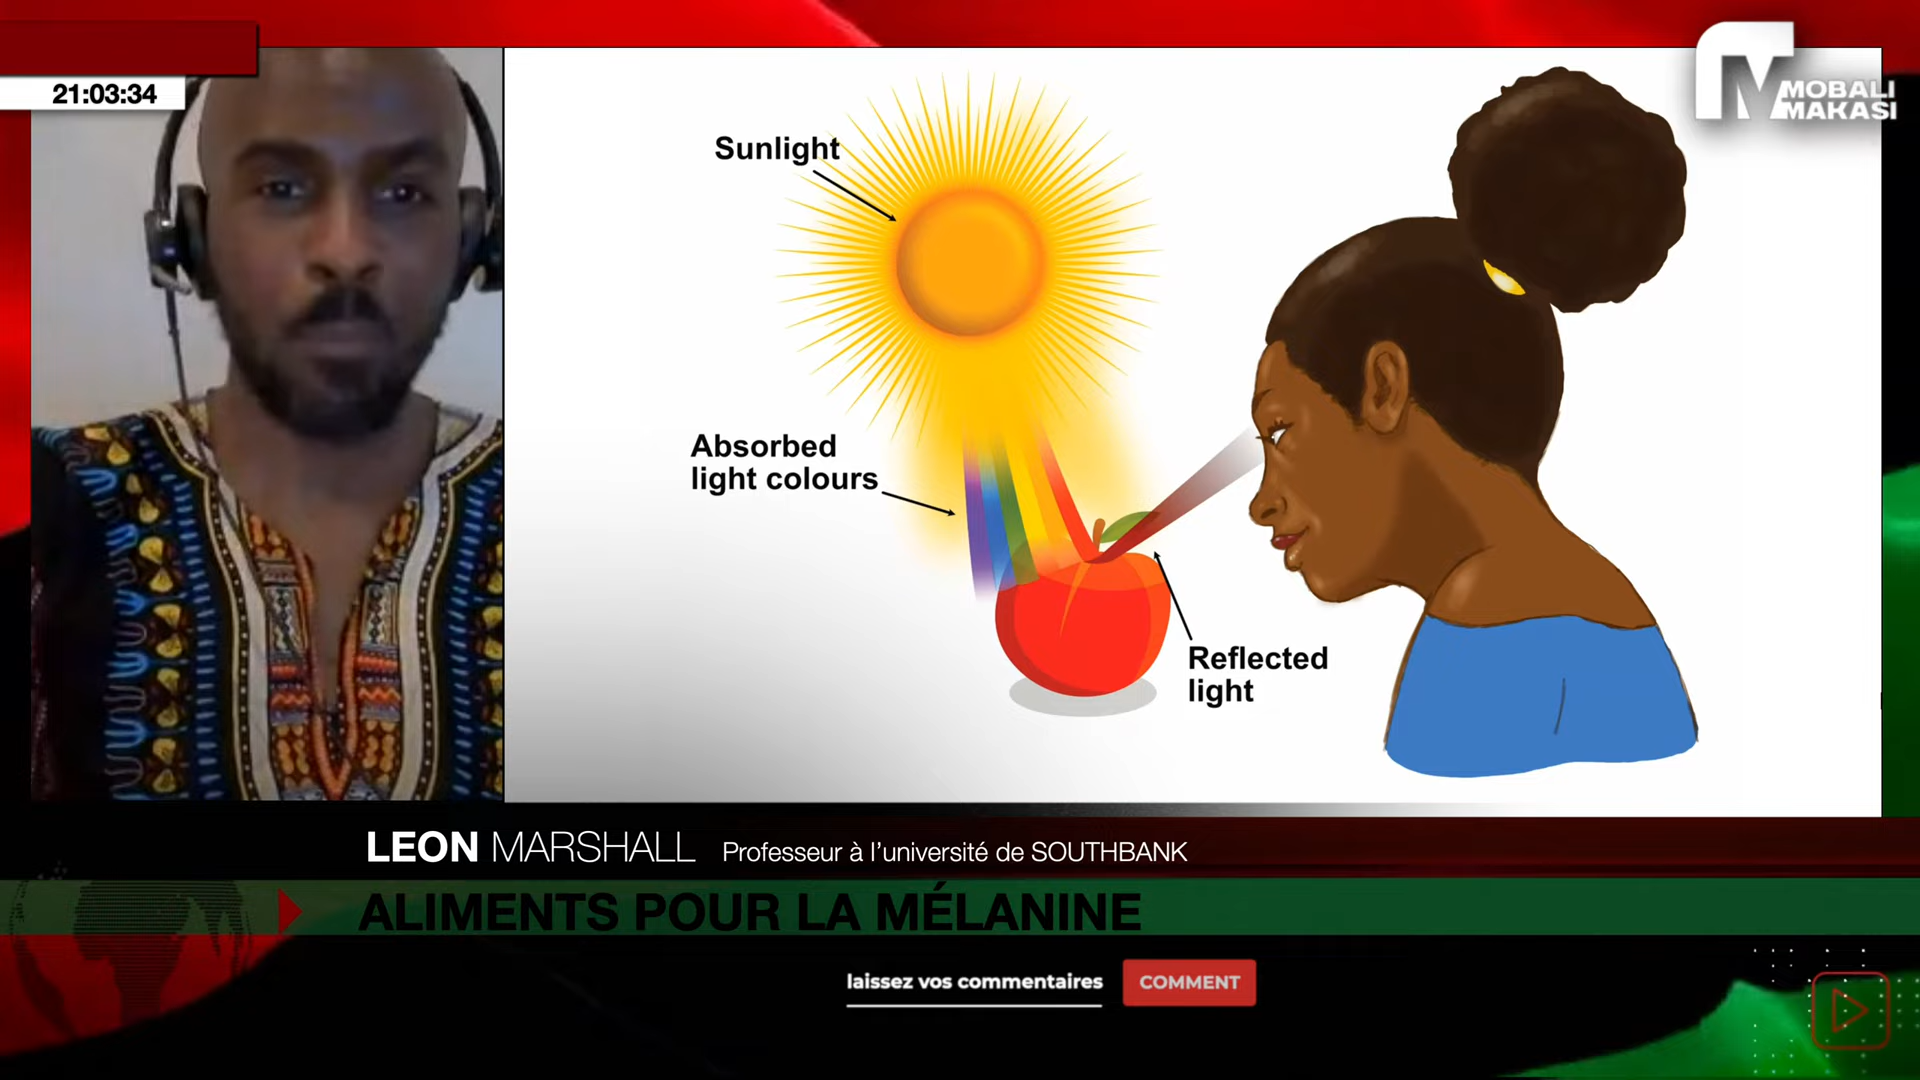 21:03:34
MOBALI
MAKASI
Sunlight
Absorbed
light colours
Reflected
light
LEON MARSHALL Professeur à l'université de SOUTHBANK
ALIMENTS POUR LA MÉLANINE
laissez vos commentaires COMMENT